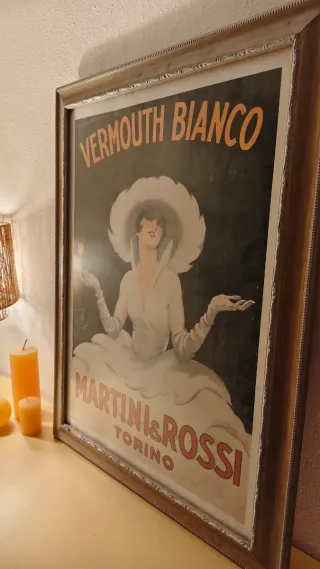 VERMOUTH BIANCO
MARTINI & ROSSI
TORINO